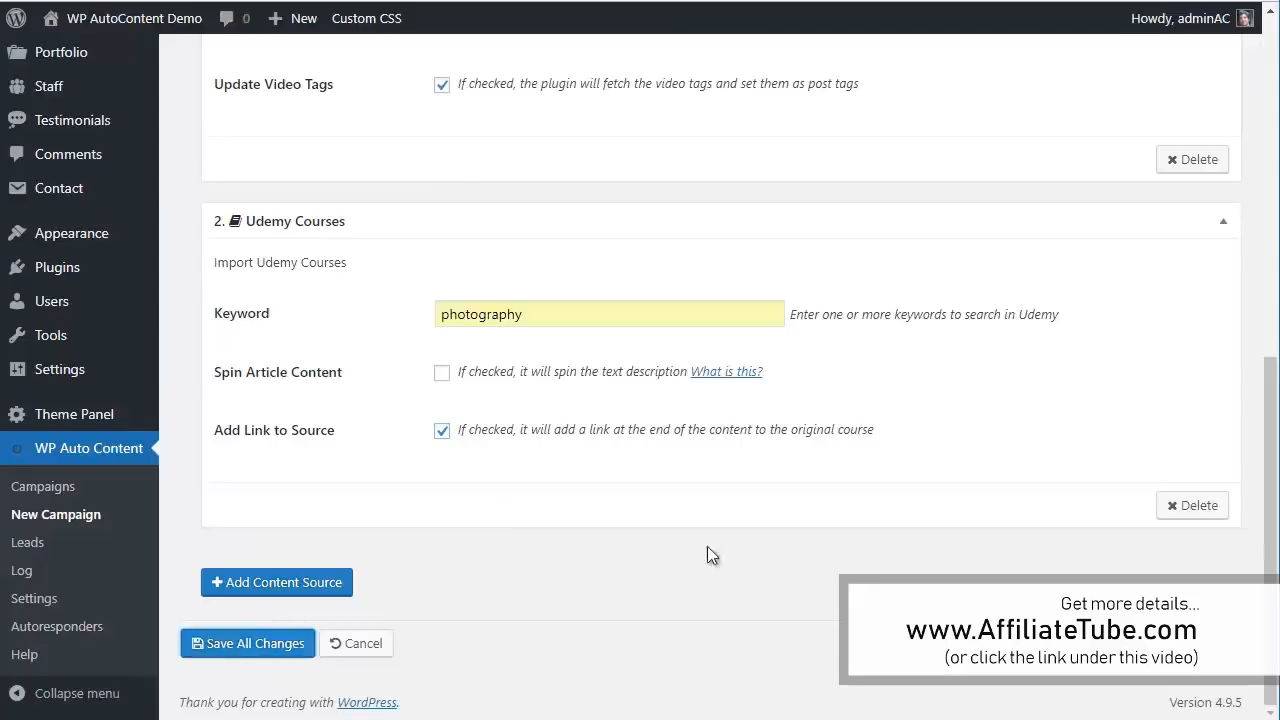 WP AutoContent Demo 0 New Custom CSS Howdy, adminAC
Portfolio
Staff
Testimonials
Comments
Contact
Appearance
Plugins
Users
Tools
Settings
Theme Panel
WP Auto Content
Campaigns
New Campaign
Leads
Log
Settings
Autoresponders
Help
Collapse menu
Update Video Tags If checked, the plugin will fetch the video tags and set them as post tags
Delete
2. Udemy Courses
Import Udemy Courses
Keyword photography Enter one or more keywords to search in Udemy
Spin Article Content If checked, it will spin the text description What is this?
Add Link to Source If checked, it will add a link at the end of the content to the original course
Delete
Add Content Source
Save All Changes Cancel
Get more details...
www.AffiliateTube.com
(or click the link under this video)
Thank you for creating with WordPress. Version 4.9.5